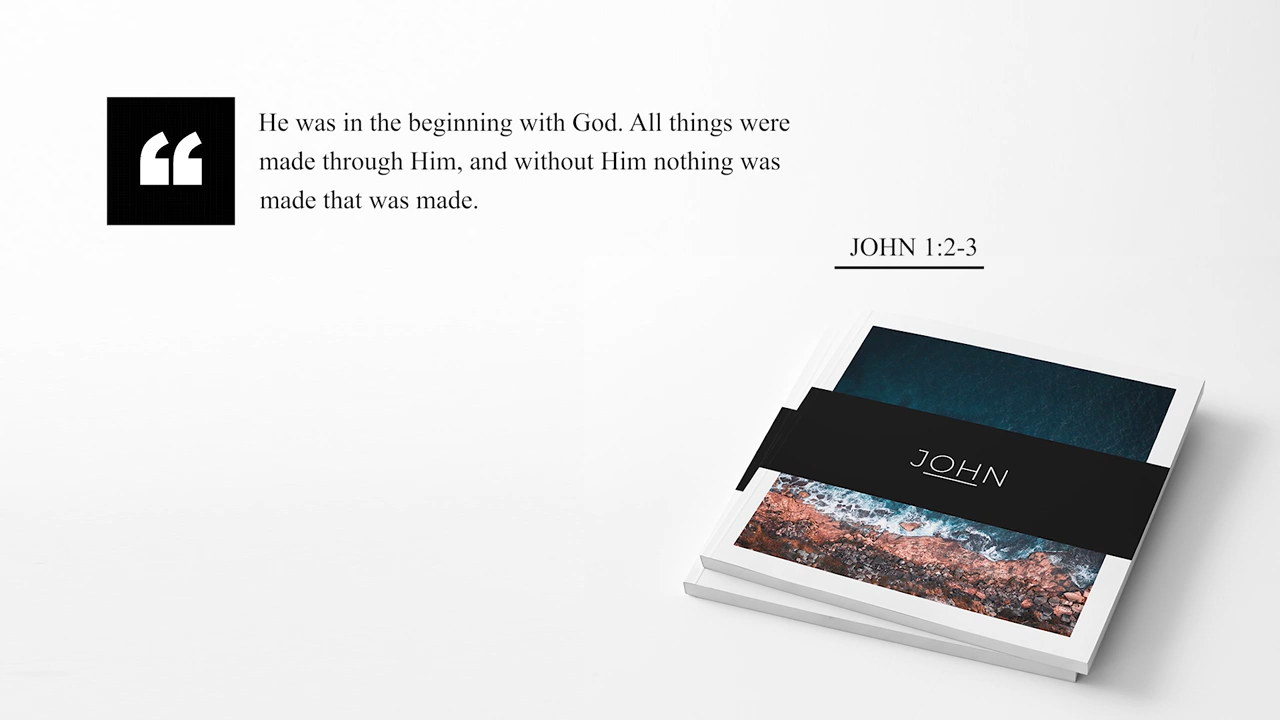 He was in the beginning with God. All things were
made through Him, and without Him nothing was
made that was made.
JOHN 1:2-3
JOHN